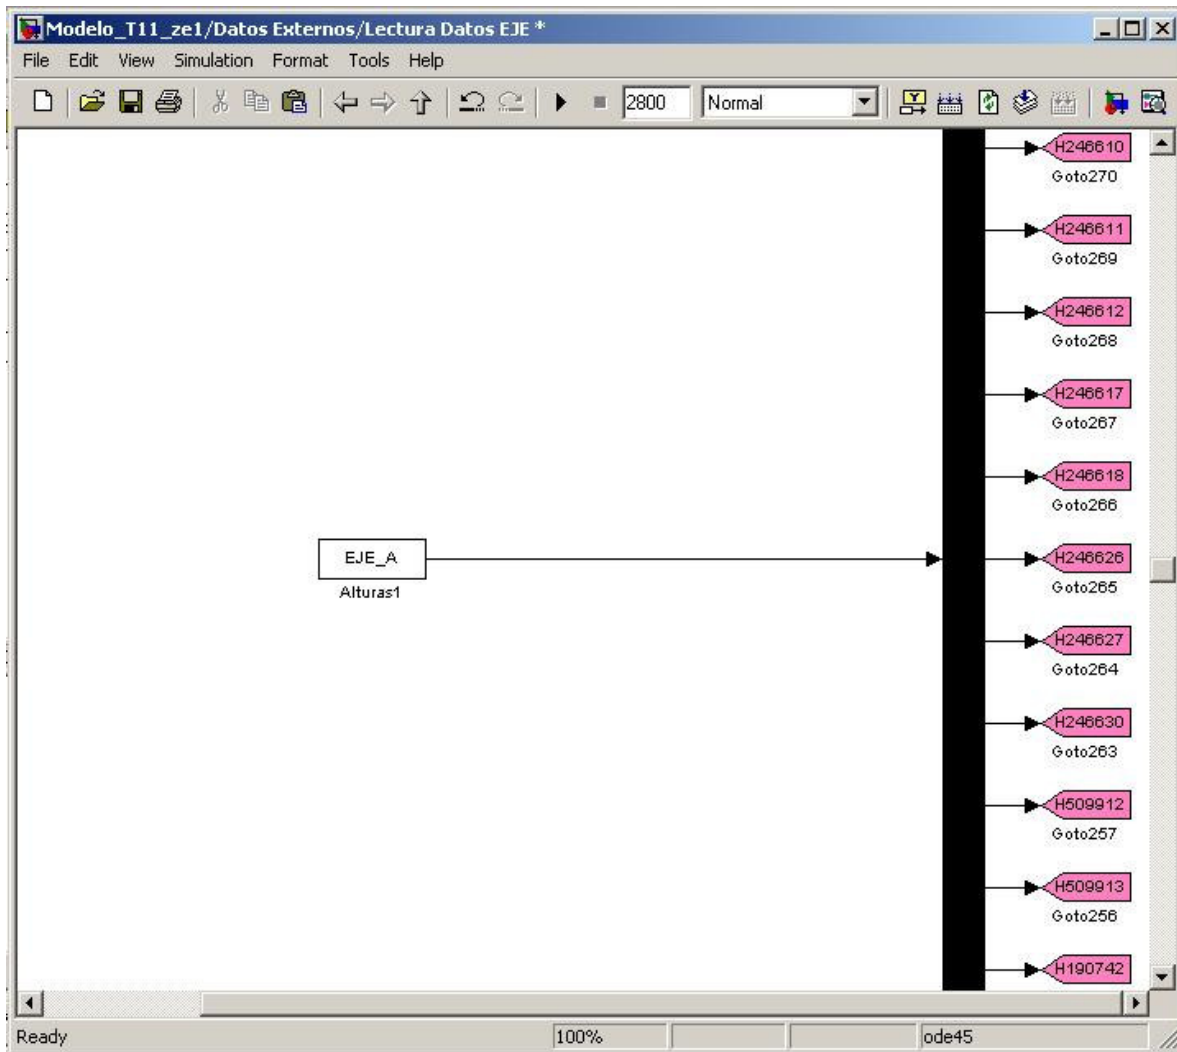 Modelo_T11_ze1/Datos Externos/Lectura Datos EJE *
File Edit View Simulation Format Tools Help
2800 Normal
H246610
Goto270
H246611
Goto269
H246612
Goto268
H246617
Goto267
H246618
Goto266
EJE_A
Alturas1
H246626
Goto265
H246627
Goto264
H246630
Goto263
H509912
Goto257
H509913
Goto256
H190742
Ready 100% ode45